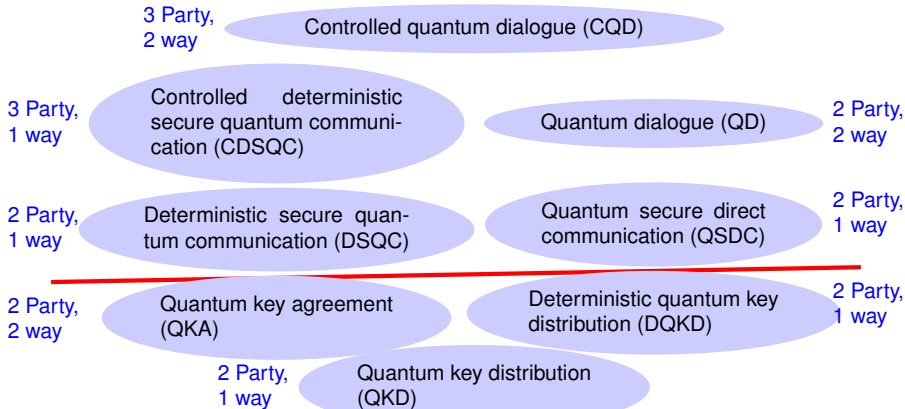 3 Party,
2 way
Controlled quantum dialogue (CQD)
3 Party,
1 way
Controlled deterministic
secure quantum communi-
cation (CDSQC)
Quantum dialogue (QD)
2 Party,
2 way
2 Party,
1 way
Deterministic secure quan-
tum communication (DSQC)
Quantum secure direct
communication (QSDC)
2 Party,
1 way
2 Party,
2 way
Quantum key agreement
(QKA)
Deterministic quantum key
distribution (DQKD)
2 Party,
1 way
2 Party,
1 way
Quantum key distribution
(QKD)